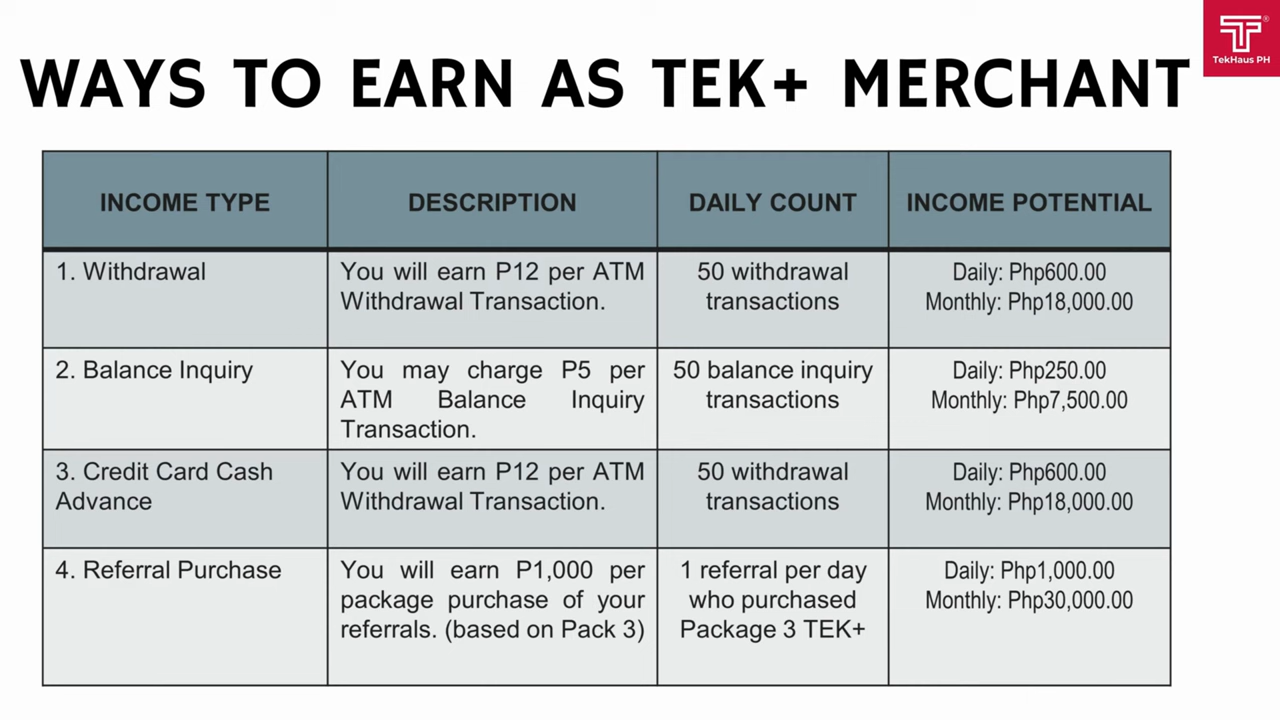 TekHaus PH
WAYS TO EARN AS TEK+ MERCHANT
INCOME TYPE
DESCRIPTION
DAILY COUNT
INCOME POTENTIAL
1. Withdrawal
You will earn P12 per ATM
Withdrawal Transaction.
50 withdrawal
transactions
Daily: Php600.00
Monthly: Php18,000.00
2. Balance Inquiry
You may charge P5 per
ATM Balance Inquiry
Transaction.
50 balance inquiry
transactions
Daily: Php250.00
Monthly: Php7,500.00
3. Credit Card Cash
Advance
You will earn P12 per ATM
Withdrawal Transaction.
50 withdrawal
transactions
Daily: Php600.00
Monthly: Php18,000.00
4. Referral Purchase
You will earn P1,000 per
package purchase of your
referrals. (based on Pack 3)
1 referral per day
who purchased
Package 3 TEK+
Daily: Php1,000.00
Monthly: Php30,000.00